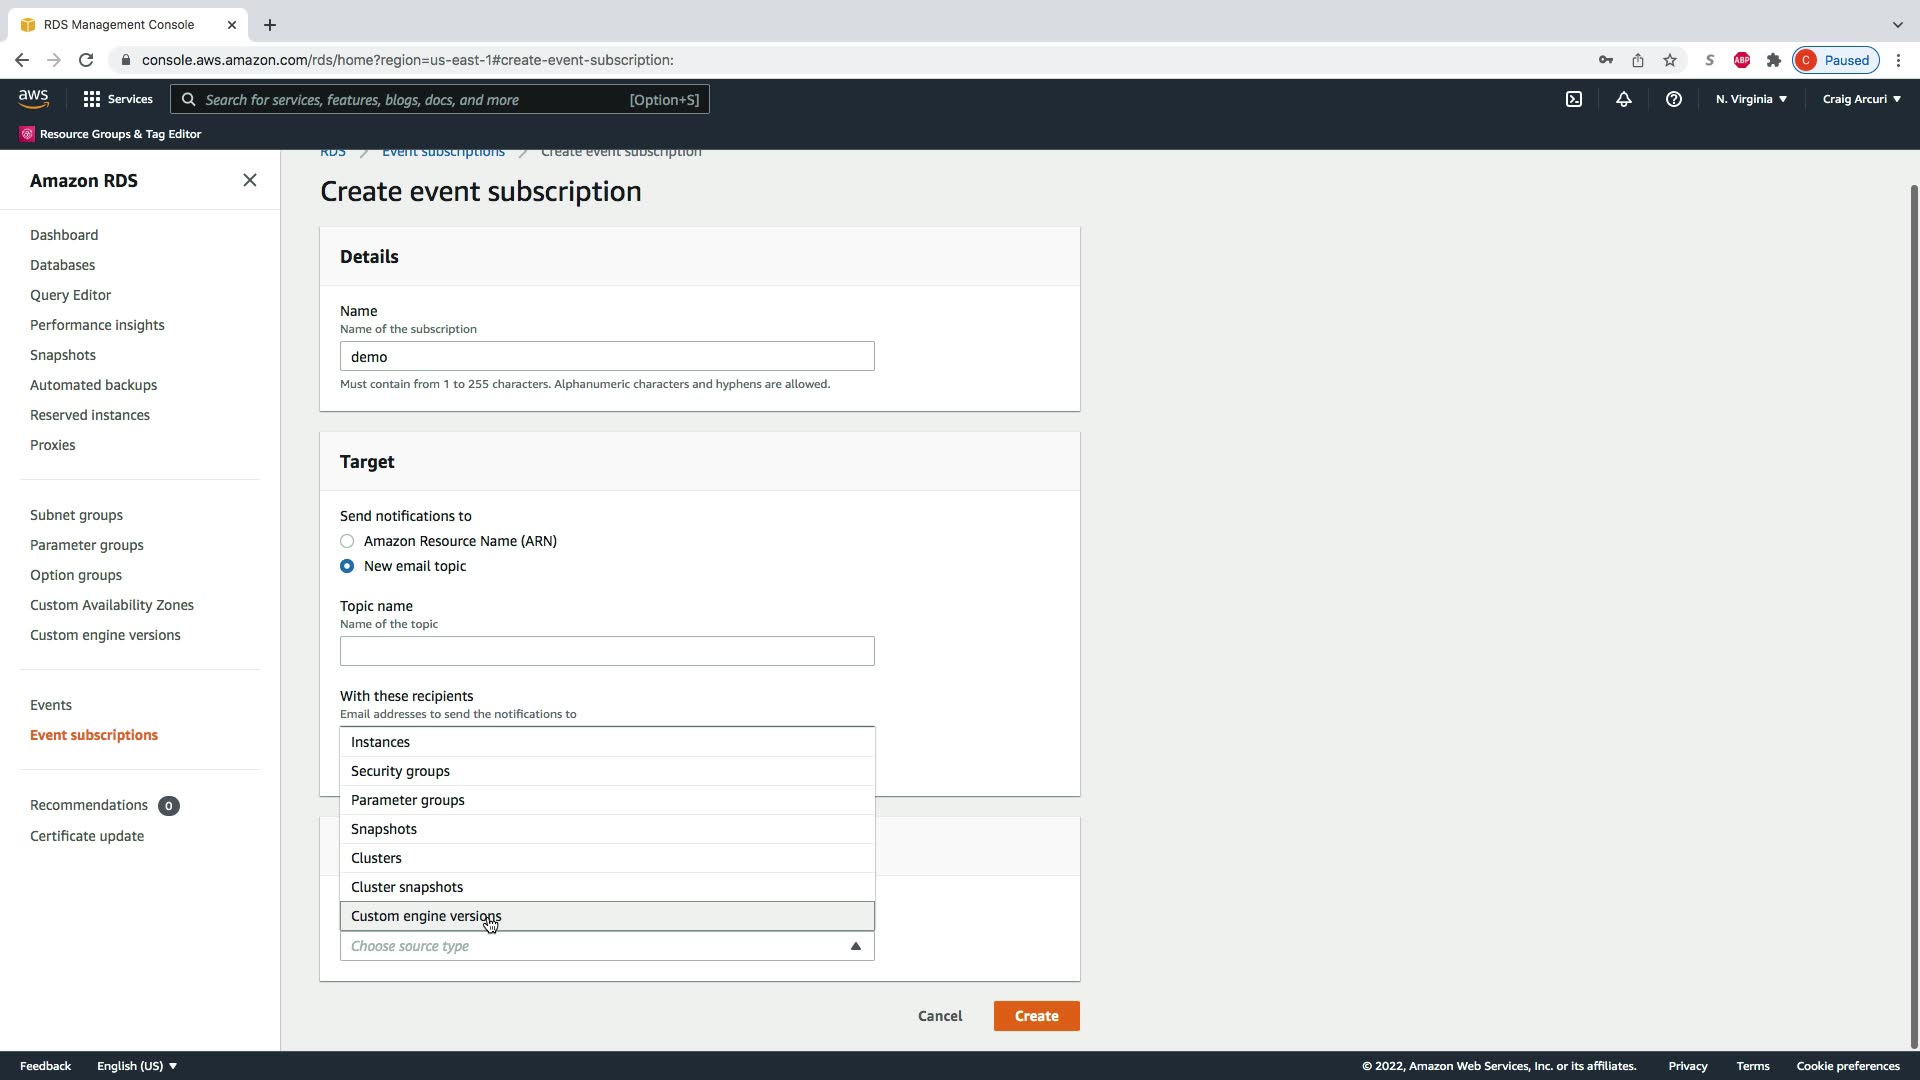 RDS Management Console
console.aws.amazon.com/rds/home?region=us-east-1#create-event-subscription:
S
ABP
C Paused
aws
Services
Search for services, features, blogs, docs, and more [Option+S]
N. Virginia
Craig Arcuri
Resource Groups & Tag Editor
Amazon RDS
Dashboard
Databases
Query Editor
Performance insights
Snapshots
Automated backups
Reserved instances
Proxies
Subnet groups
Parameter groups
Option groups
Custom Availability Zones
Custom engine versions
Events
Event subscriptions
Recommendations 0
Certificate update
RDS Event subscriptions Create event subscription
Create event subscription
Details
Name
Name of the subscription
demo
Must contain from 1 to 255 characters. Alphanumeric characters and hyphens are allowed.
Target
Send notifications to
Amazon Resource Name (ARN)
New email topic
Topic name
Name of the topic
With these recipients
Email addresses to send the notifications to
Instances
Security groups
Parameter groups
Snapshots
Clusters
Cluster snapshots
Custom engine versions
Choose source type
Cancel
Create
Feedback
English (US)
© 2022, Amazon Web Services, Inc. or its affiliates.
Privacy
Terms
Cookie preferences